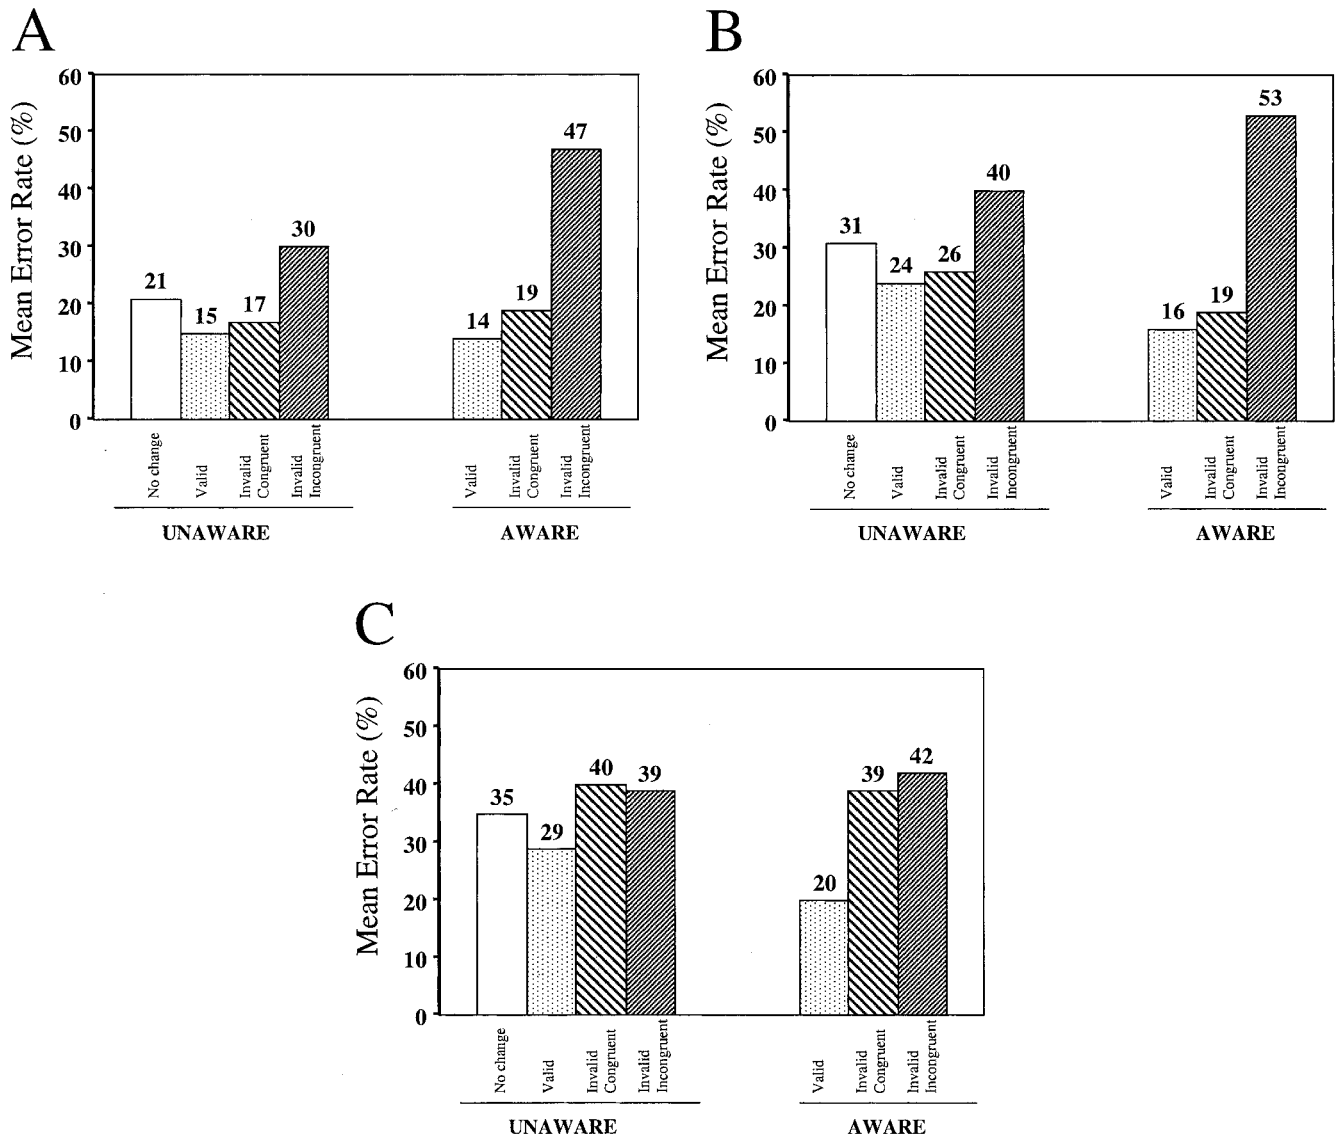 A
Mean Error Rate (%)
60
50
40
30
20
10
0
21
15
17
30
14
19
47
No change
Valid
Invalid
Congruent
Invalid
Incongruent
Valid
Invalid
Congruent
Invalid
Incongruent
UNAWARE
AWARE
B
Mean Error Rate (%)
60
50
40
30
20
10
0
31
24
26
40
16
19
53
No change
Valid
Invalid
Congruent
Invalid
Incongruent
Valid
Invalid
Congruent
Invalid
Incongruent
UNAWARE
AWARE
C
Mean Error Rate (%)
60
50
40
30
20
10
0
35
29
40
39
20
39
42
No change
Valid
Invalid
Congruent
Invalid
Incongruent
Valid
Invalid
Congruent
Invalid
Incongruent
UNAWARE
AWARE